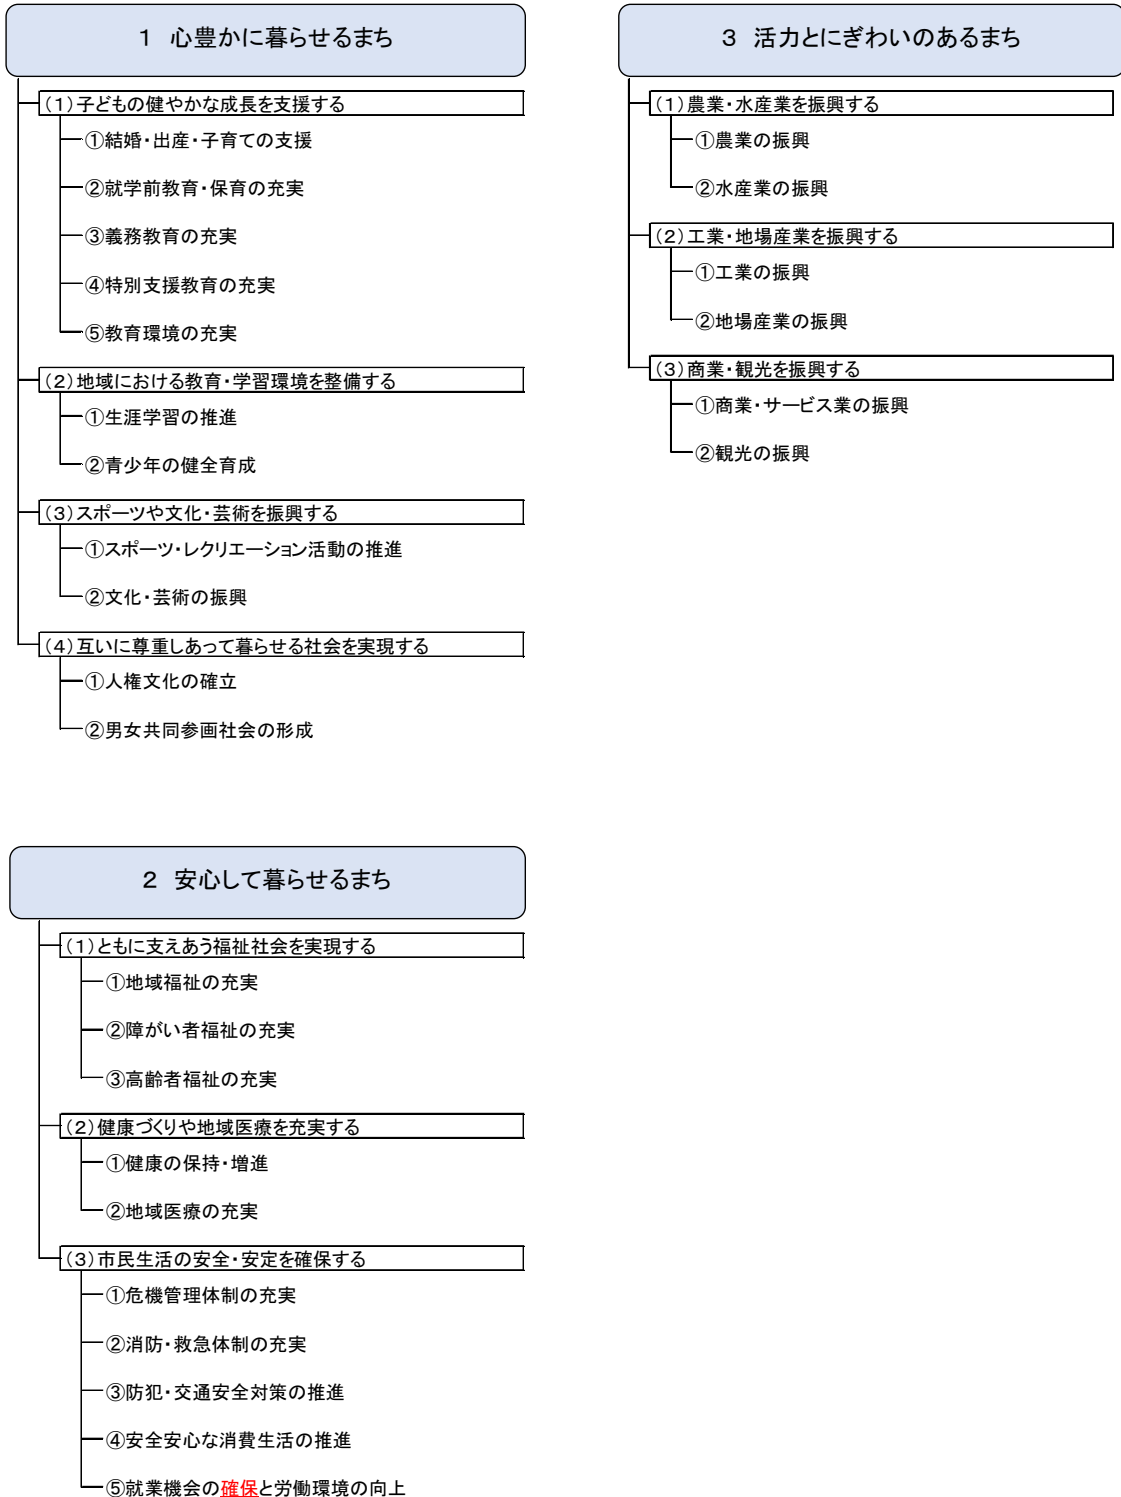 1 心豊かに暮らせるまち
(1)子どもの健やかな成長を支援する
①結婚・出産・子育ての支援
②就学前教育・保育の充実
③義務教育の充実
④特別支援教育の充実
⑤教育環境の充実
(2)地域における教育・学習環境を整備する
①生涯学習の推進
②青少年の健全育成
(3)スポーツや文化・芸術を振興する
①スポーツ・レクリエーション活動の推進
②文化・芸術の振興
(4)互いに尊重しあって暮らせる社会を実現する
①人権文化の確立
②男女共同参画社会の形成
2 安心して暮らせるまち
(1)ともに支えあう福祉社会を実現する
①地域福祉の充実
②障がい者福祉の充実
③高齢者福祉の充実
(2)健康づくりや地域医療を充実する
①健康の保持・増進
②地域医療の充実
(3)市民生活の安全・安定を確保する
①危機管理体制の充実
②消防・救急体制の充実
③防犯・交通安全対策の推進
④安全安心な消費生活の推進
⑤就業機会の確保と労働環境の向上
3 活力とにぎわいのあるまち
(1)農業・水産業を振興する
①農業の振興
②水産業の振興
(2)工業・地場産業を振興する
①工業の振興
②地場産業の振興
(3)商業・観光を振興する
①商業・サービス業の振興
②観光の振興